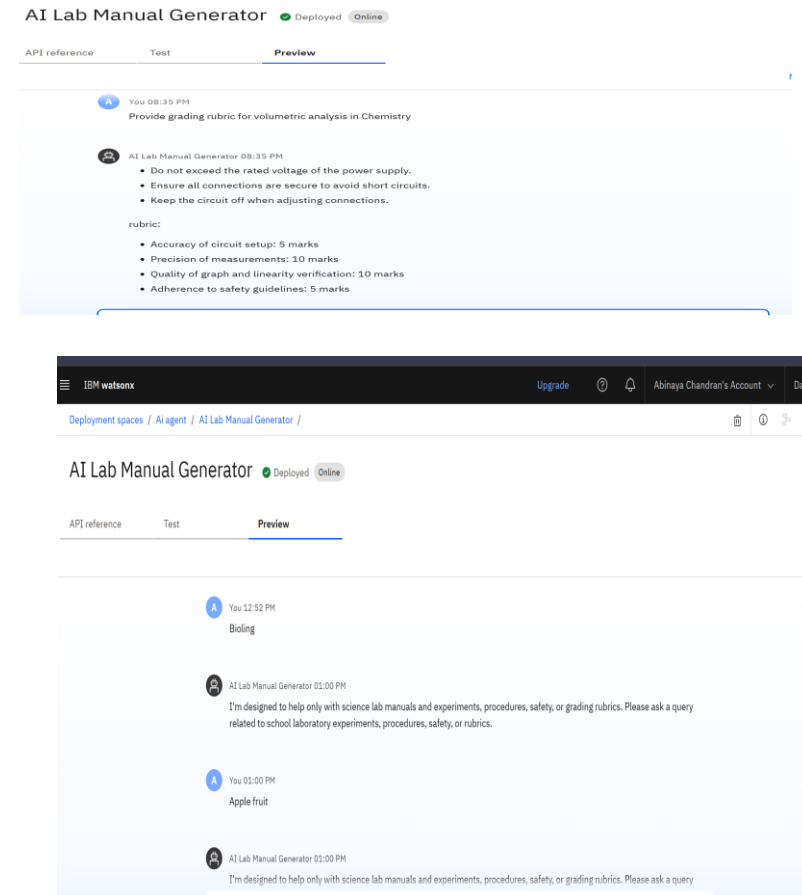 AI Lab Manual Generator Deployed Online
API reference Test Preview
A You 08:35 PM
Provide grading rubric for volumetric analysis in Chemistry
AI Lab Manual Generator 08:35 PM
• Do not exceed the rated voltage of the power supply.
• Ensure all connections are secure to avoid short circuits.
• Keep the circuit off when adjusting connections.
rubric:
• Accuracy of circuit setup: 5 marks
• Precision of measurements: 10 marks
• Quality of graph and linearity verification: 10 marks
• Adherence to safety guidelines: 5 marks
IBM watsonx Upgrade Abinaya Chandran's Account Da
Deployment spaces / Ai agent / AI Lab Manual Generator /
AI Lab Manual Generator Deployed Online
API reference Test Preview
A You 12:52 PM
Bioling
AI Lab Manual Generator 01:00 PM
I'm designed to help only with science lab manuals and experiments, procedures, safety, or grading rubrics. Please ask a query
related to school laboratory experiments, procedures, safety, or rubrics.
A You 01:00 PM
Apple fruit
AI Lab Manual Generator 01:00 PM
I'm designed to help only with science lab manuals and experiments, procedures, safety, or grading rubrics. Please ask a query